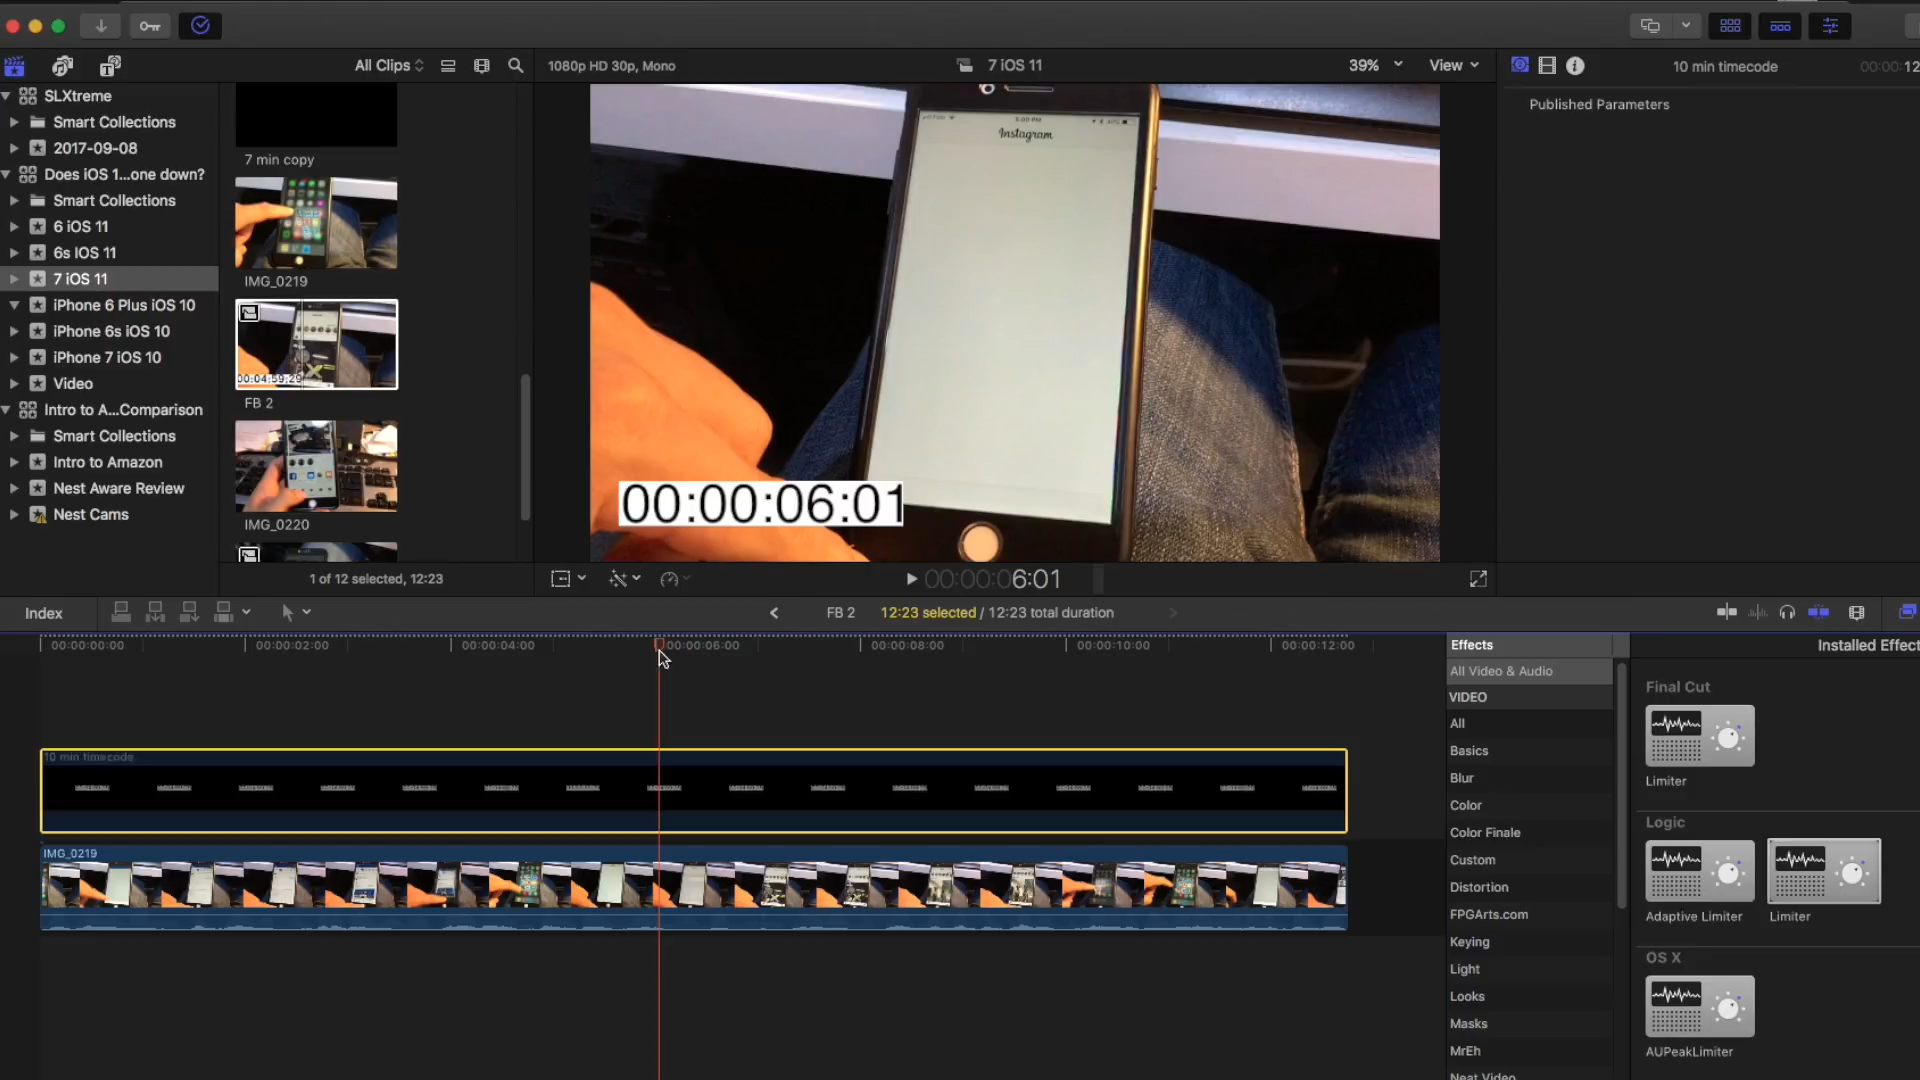 All Clips
1080p HD 30p, Mono
7 iOS 11
39%
View
10 min timecode
00:00:12
Published Parameters
SLXtreme
Smart Collections
2017-09-08
Does iOS 1...one down?
Smart Collections
6 iOS 11
6s IOS 11
7 iOS 11
iPhone 6 Plus iOS 10
iPhone 6s iOS 10
iPhone 7 iOS 10
Video
Intro to A...Comparison
Smart Collections
Intro to Amazon
Nest Aware Review
Nest Cams
7 min copy
IMG_0219
00:04:59:29
FB 2
IMG_0220
1 of 12 selected, 12:23
5:09 PM
Instagram
00:00:06:01
00:00:06:01
Index
FB 2
12:23 selected / 12:23 total duration
00:00:00:00
00:00:02:00
00:00:04:00
00:00:06:00
00:00:08:00
00:00:10:00
00:00:12:00
10 min timecode
IMG_0219
Effects
All Video & Audio
VIDEO
All
Basics
Blur
Color
Color Finale
Custom
Distortion
FPGArts.com
Keying
Light
Looks
Masks
MrEh
Neat Video
Installed Effect
Final Cut
Limiter
Logic
Adaptive Limiter
Limiter
OS X
AUPeakLimiter